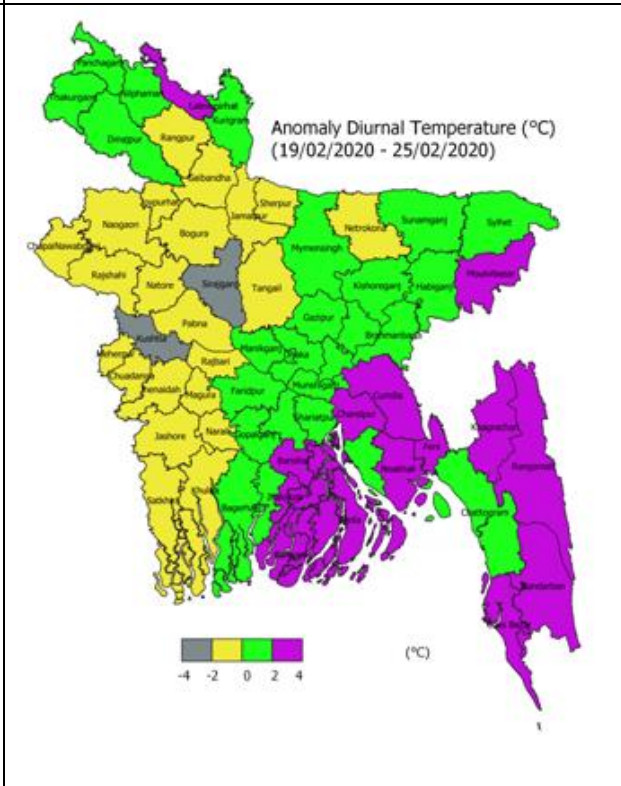 Anomaly Diurnal Temperature (°C)
(19/02/2020 - 25/02/2020)
Panchagarh
Thakurgaon
Nilphamari
Lalmonirhat
Kurigram
Dinajpur
Rangpur
Gaibandha
Joypurhat
Jamalpur
Sherpur
Naogaon
Bogura
Mymensingh
Netrokona
Sunamganj
Sylhet
ChapaiNawabganj
Rajshahi
Natore
Sirajganj
Tangail
Kishoreganj
Habiganj
Moulvibazar
Pabna
Gazipur
Kushtia
Meherpur
Rajbari
Manikganj
Dhaka
Chuadanga
Jhenaidah
Magura
Faridpur
Munshiganj
Cumilla
Chandpur
Shariatpur
Jashore
Narail
Gopalganj
Feni
Khagrachari
Rangamati
Barishal
Noakhali
Satkhira
Khulna
Bagerhat
Bhola
Chattogram
Bandarban
-4 -2 0 2 4
(°C)